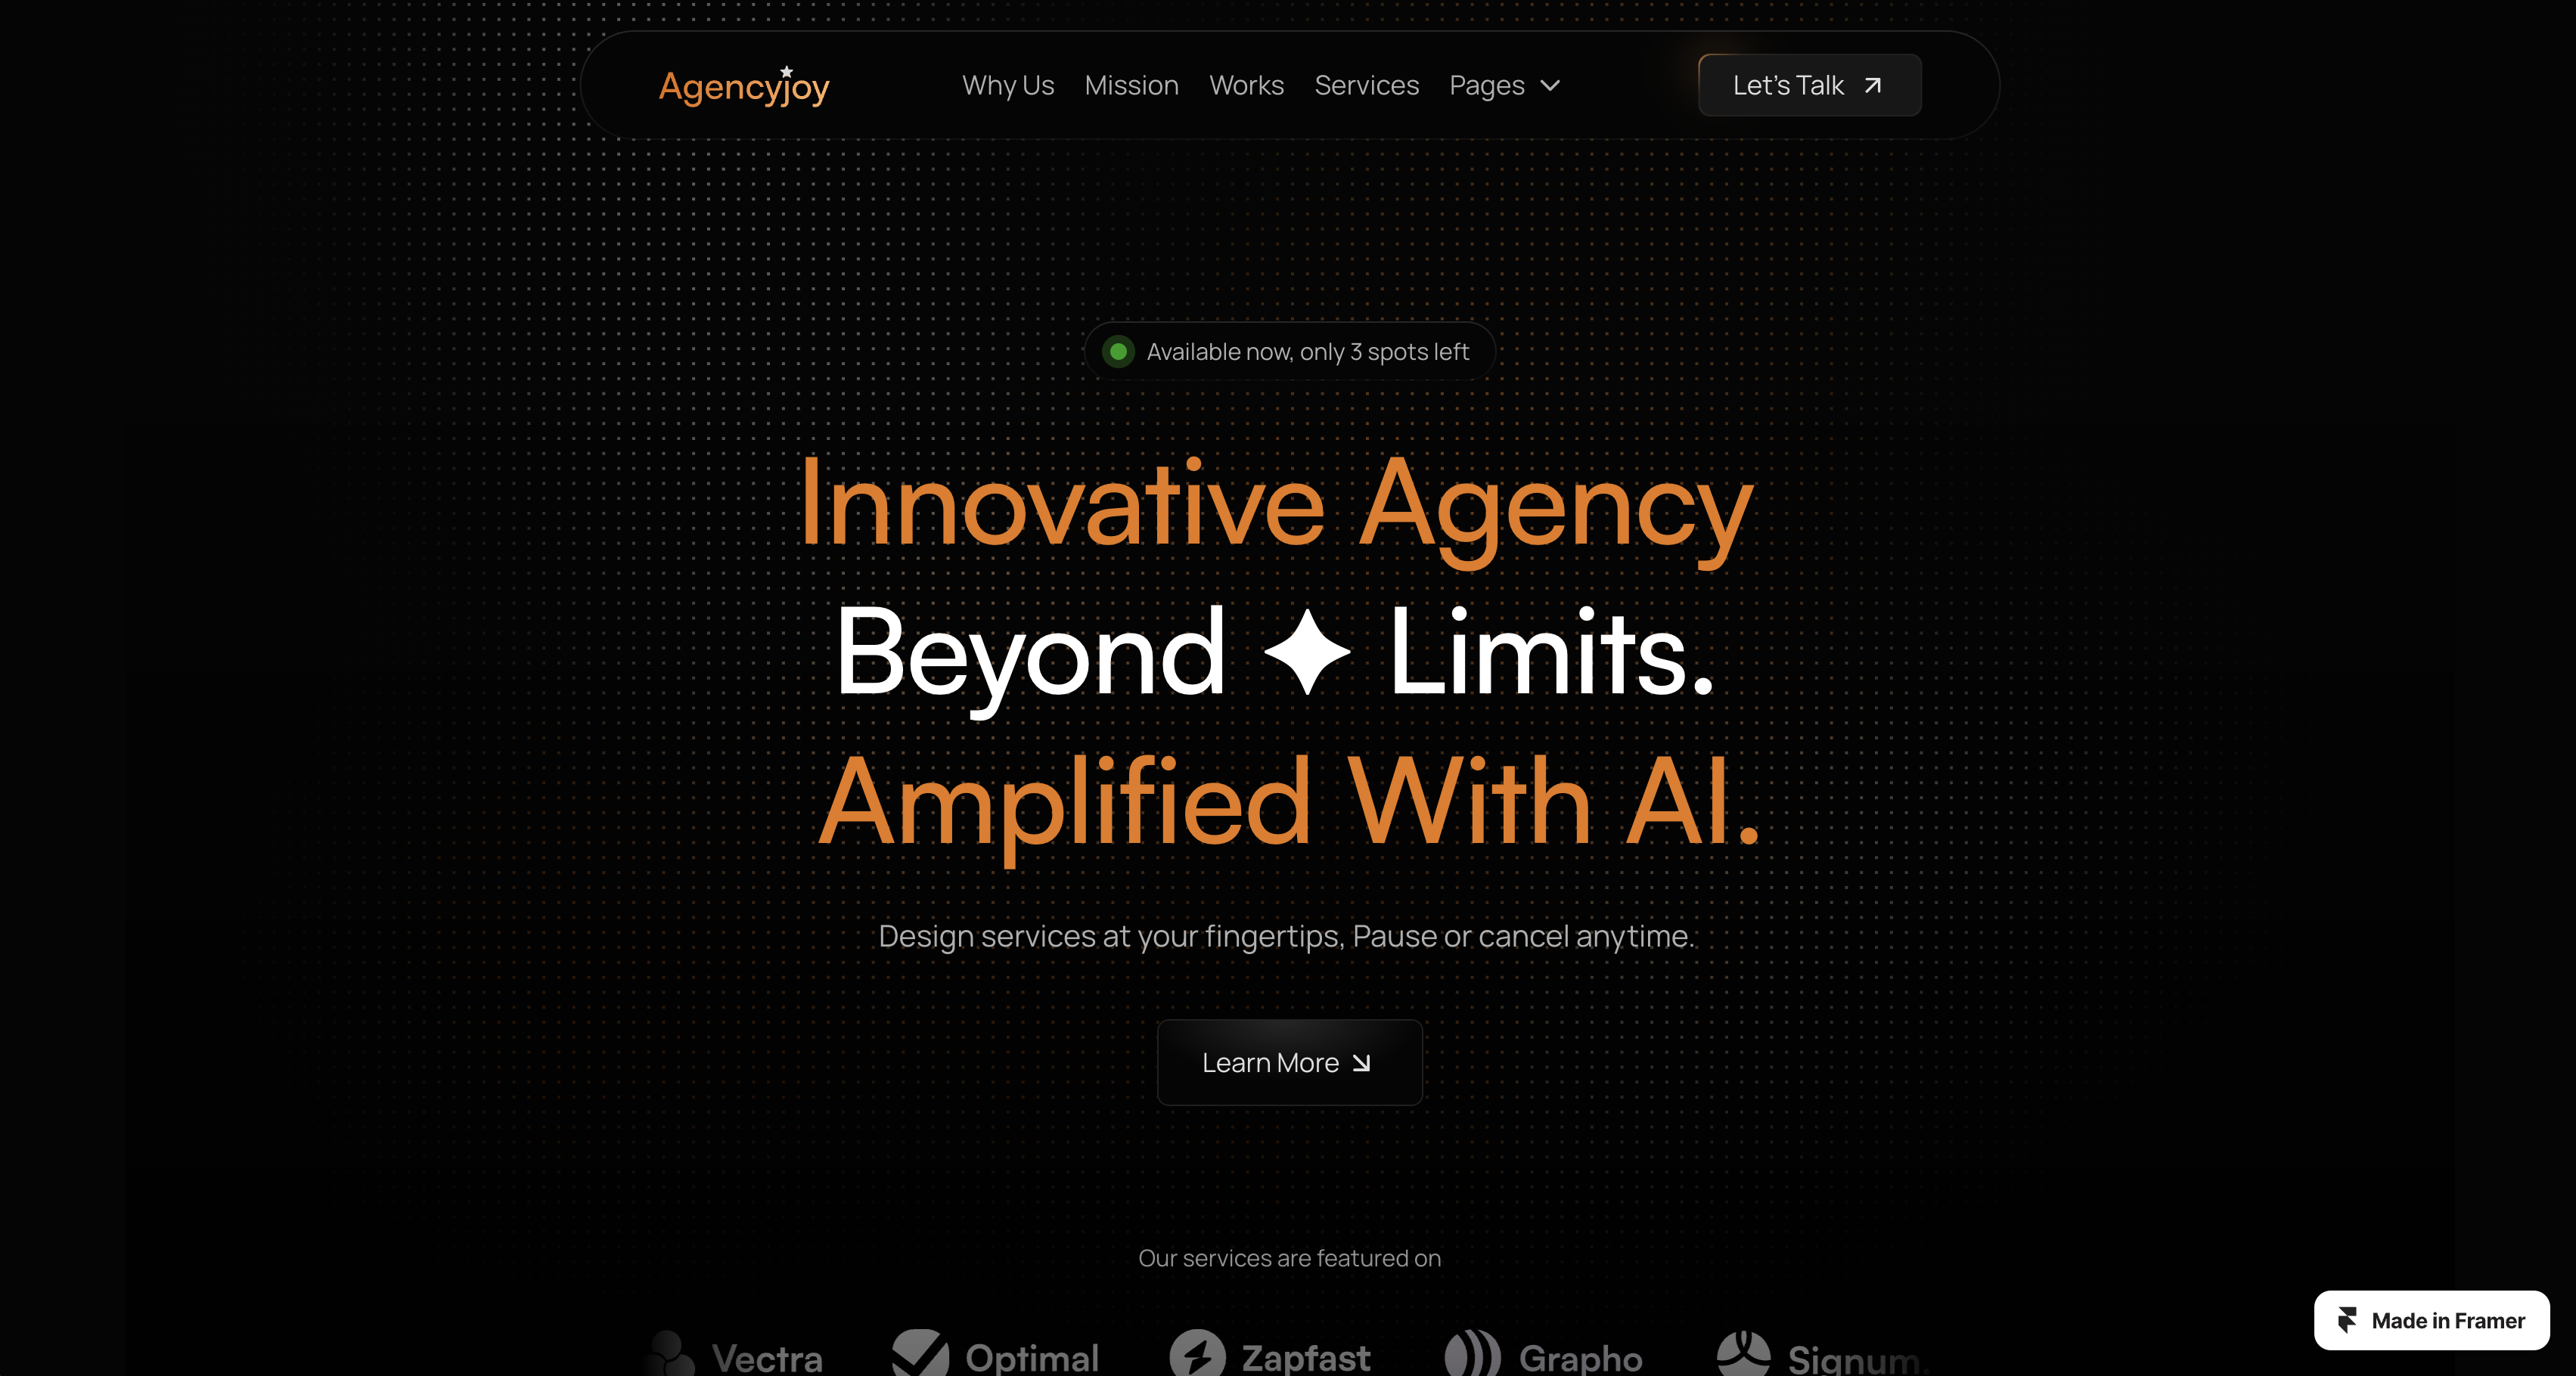 Agencyjoy
Why Us Mission Works Services Pages
Let's Talk
Available now, only 3 spots left
Innovative Agency
Beyond Limits.
Amplified With AI.
Design services at your fingertips, Pause or cancel anytime.
Learn More
Our services are featured on
Vectra Optimal Zapfast Grapho Signum.
Made in Framer